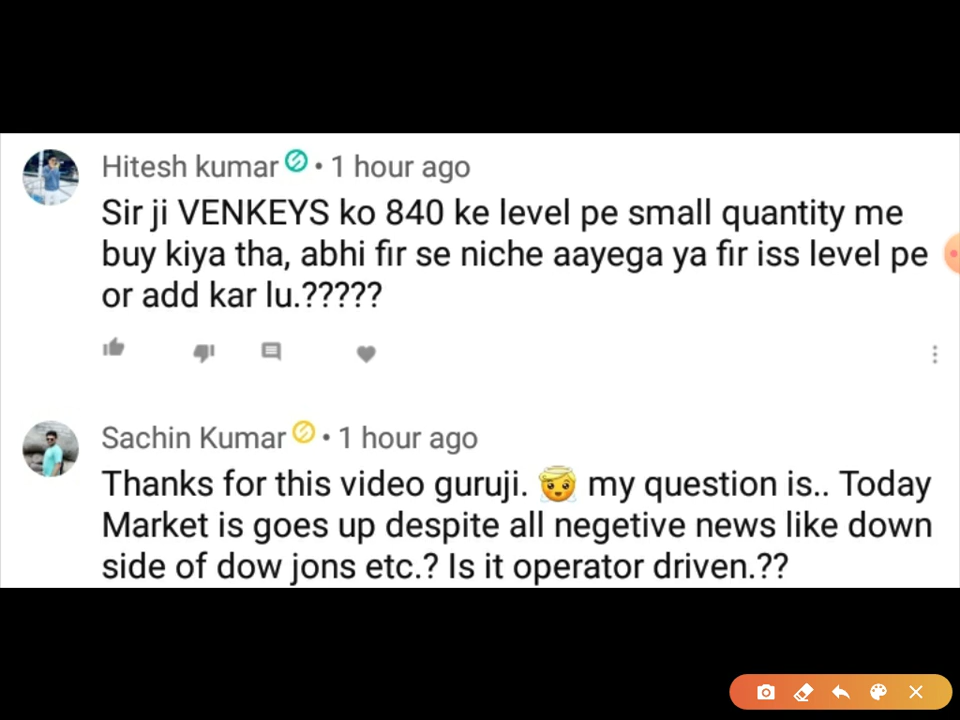 Hitesh kumar • 1 hour ago
Sir ji VENKEYS ko 840 ke level pe small quantity me
buy kiya tha, abhi fir se niche aayega ya fir iss level pe
or add kar lu.?????
Sachin Kumar • 1 hour ago
Thanks for this video guruji. 😇 my question is.. Today
Market is goes up despite all negetive news like down
side of dow jons etc.? Is it operator driven.??